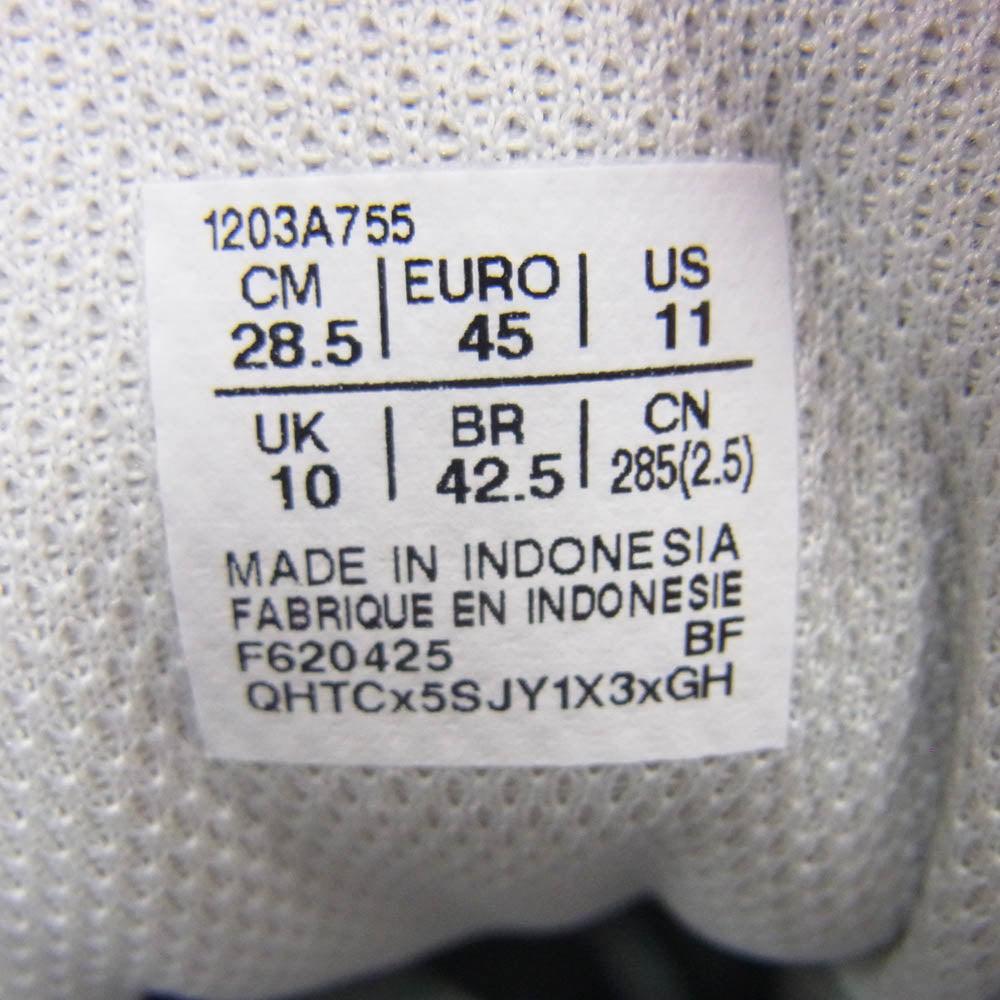 1203A755
CM | EURO | US
28.5 | 45 | 11
UK | BR | CN
10 | 42.5 | 285(2.5)
MADE IN INDONESIA
FABRIQUE EN INDONESIE
F620425 BF
QHTCx5SJY1X3xGH